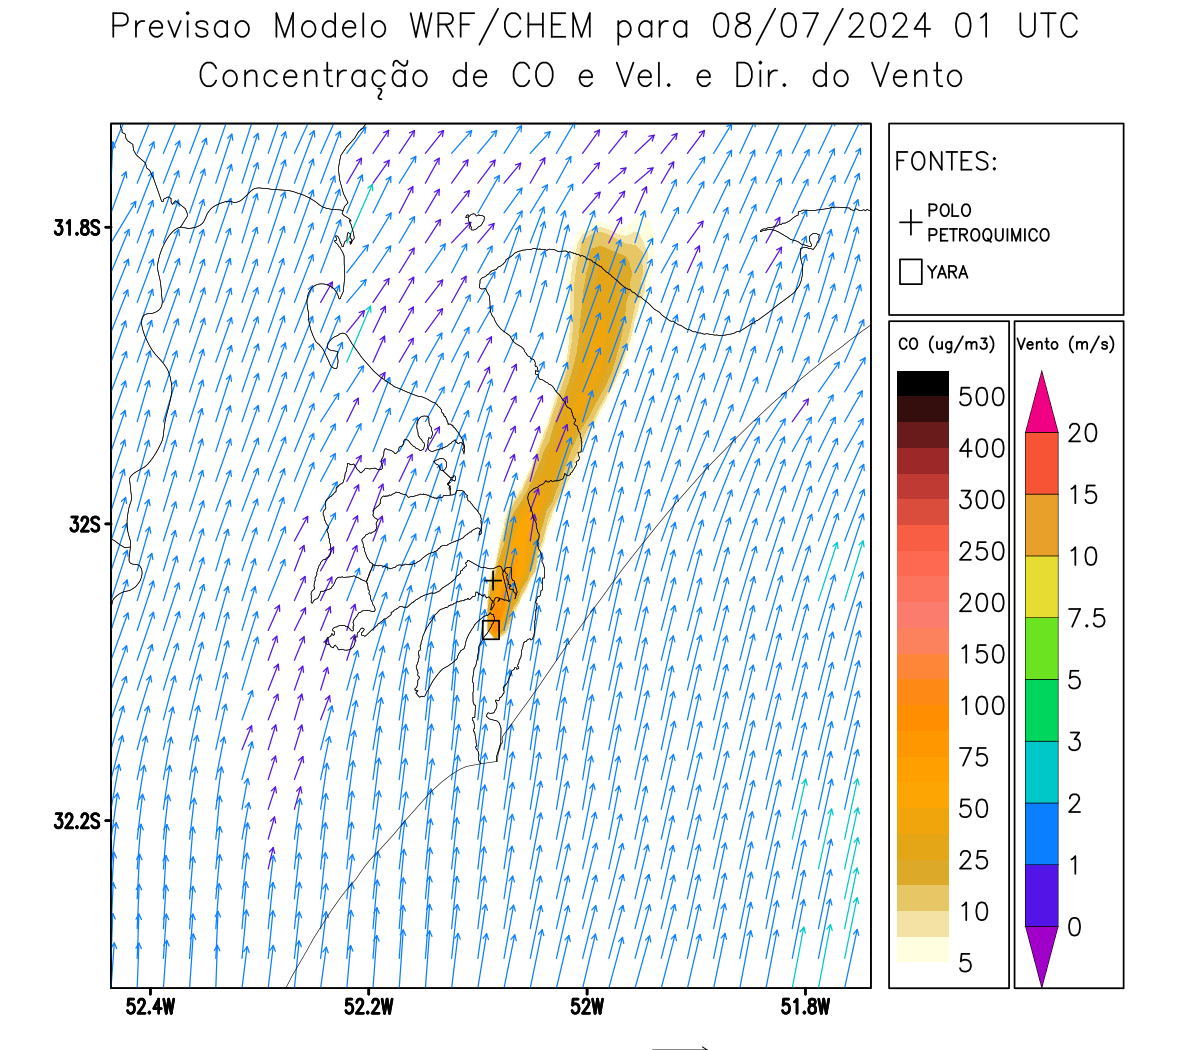 Previsao Modelo WRF/CHEM para 08/07/2024 01 UTC
Concentração de CO e Vel. e Dir. do Vento
FONTES:
POLO
PETROQUIMICO
YARA
31.8S
32S
32.2S
52.4W
52.2W
52W
51.8W
CO (ug/m3)
500
400
300
250
200
150
100
75
50
25
10
5
Vento (m/s)
20
15
10
7.5
5
3
2
1
0